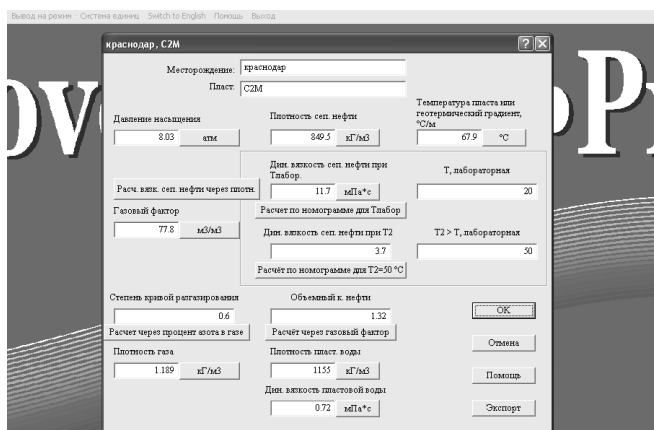 Вывод на режим Система единиц Switch to English Помощь Выход
краснодар, С2М
Месторождение: краснодар
Пласт: С2М
Давление насыщения
8.03 атм
Плотность сеп. нефти
849.5 кГ/м3
Температура пласта или
геотермический градиент,
°С/м
67.9 °С
Расч. вязк. сеп. нефти через плотн.
Дин. вязкость сеп. нефти при
Тлабор.
11.7 мПа*с
Т, лабораторная
20
Расчет по номограмме для Тлабор
Газовый фактор
77.8 м3/м3
Дин. вязкость сеп. нефти при Т2
3.7
Т2 > Т, лабораторная
50
Расчёт по номограмме для Т2=50 °С
Степень кривой разгазирования
0.6
Расчет через процент азота в газе
Объемный к. нефти
1.32
Расчёт через газовый фактор
OK
Отмена
Плотность газа
1.189 кГ/м3
Плотность пласт. воды
1155 кГ/м3
Помощь
Дин. вязкость пластовой воды
0.72 мПа*с
Экспорт